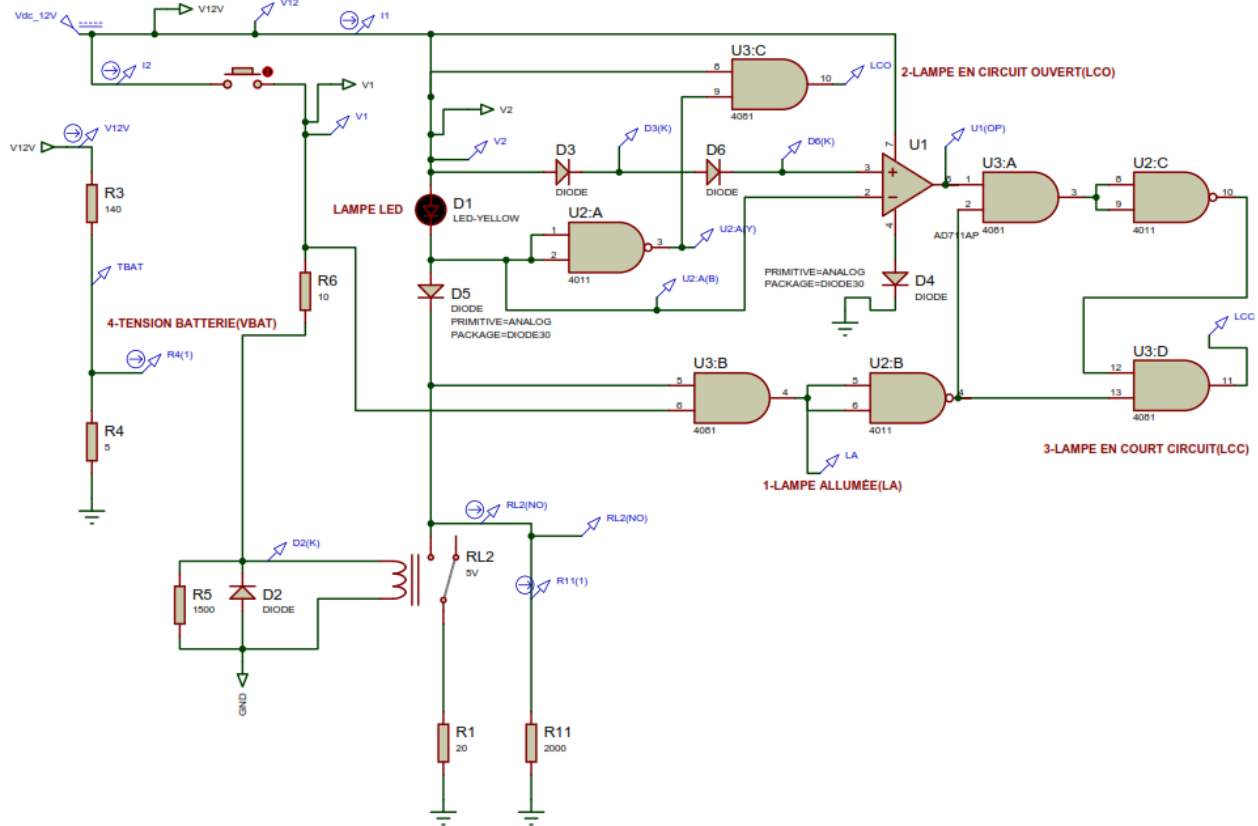 Vdc_12V
V12V
V12
I1
I2
V1
V1
V12V
V12V
R3
140
TBAT
4-TENSION BATTERIE(VBAT)
R4(1)
R4
5
R6
10
V2
V2
LAMPE LED
D1
LED-YELLOW
D5
DIODE
PRIMITIVE=ANALOG
PACKAGE=DIODE30
D3
DIODE
D3(K)
D6
DIODE
D6(K)
U2:A
1
2
3
4011
U2:A(Y)
U2:A(B)
U3:C
8
9
10
4081
LCO
2-LAMPE EN CIRCUIT OUVERT(LCO)
U1
7
3
2
6
4
AD711AP
U1(OP)
PRIMITIVE=ANALOG
PACKAGE=DIODE30
D4
DIODE
U3:A
1
2
3
4081
U2:C
8
9
10
4011
U3:B
5
6
4
4081
U2:B
5
6
4
4011
LA
1-LAMPE ALLUMÉE(LA)
U3:D
12
13
11
4081
LCC
3-LAMPE EN COURT CIRCUIT(LCC)
D2(K)
R5
1500
D2
DIODE
GND
RL2
5V
RL2(NO)
RL2(NO)
R11(1)
R1
20
R11
2000